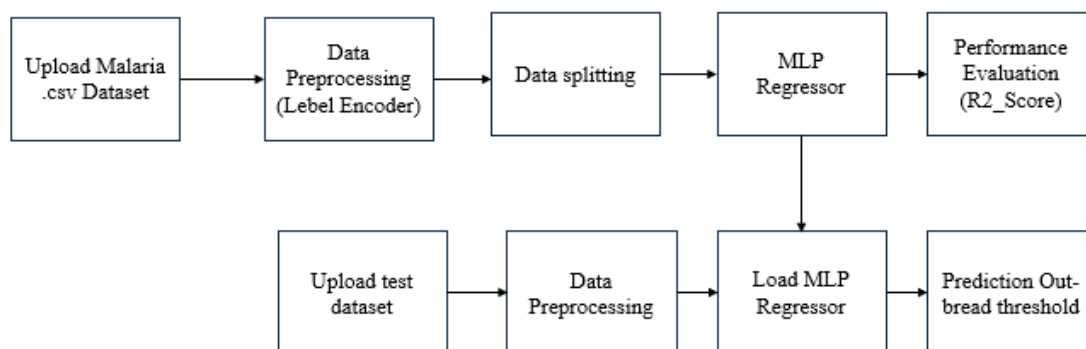 Upload Malaria
.csv Dataset
Data
Preprocessing
(Lebel Encoder)
Data splitting
MLP
Regressor
Performance
Evaluation
(R2_Score)
Upload test
dataset
Data
Preprocessing
Load MLP
Regressor
Prediction Out-
bread threshold